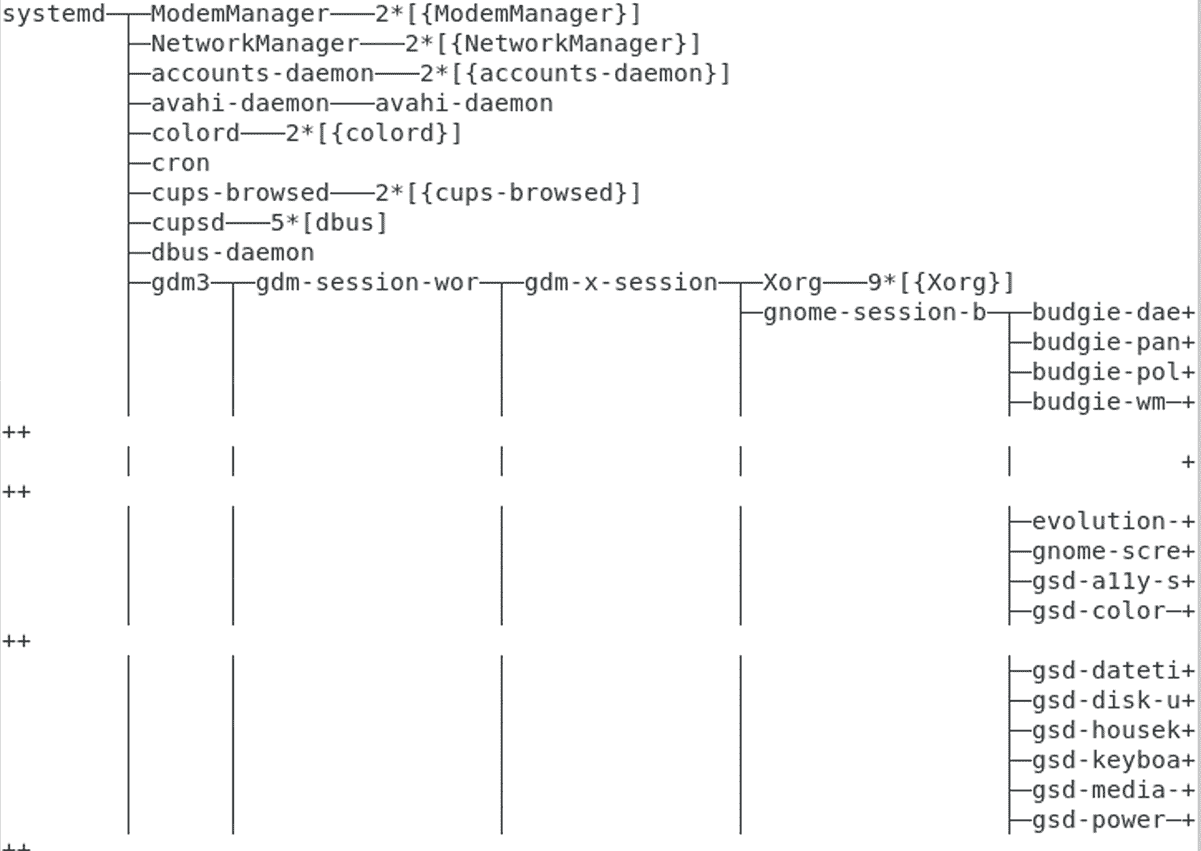 systemd─┬─ModemManager───2*[{ModemManager}]
        ├─NetworkManager───2*[{NetworkManager}]
        ├─accounts-daemon───2*[{accounts-daemon}]
        ├─avahi-daemon───avahi-daemon
        ├─colord───2*[{colord}]
        ├─cron
        ├─cups-browsed───2*[{cups-browsed}]
        ├─cupsd───5*[dbus]
        ├─dbus-daemon
        ├─gdm3─┬─gdm-session-wor─┬─gdm-x-session─┬─Xorg───9*[{Xorg}]
        │      │                 │               ├─gnome-session-b─┬─budgie-dae+
        │      │                 │               │                 ├─budgie-pan+
        │      │                 │               │                 ├─budgie-pol+
        │      │                 │               │                 ├─budgie-wm─+
++
        │      │                 │               │                 │           +
++
        │      │                 │               │                 ├─evolution-+
        │      │                 │               │                 ├─gnome-scre+
        │      │                 │               │                 ├─gsd-a11y-s+
        │      │                 │               │                 ├─gsd-color─+
++
        │      │                 │               │                 ├─gsd-dateti+
        │      │                 │               │                 ├─gsd-disk-u+
        │      │                 │               │                 ├─gsd-housek+
        │      │                 │               │                 ├─gsd-keyboa+
        │      │                 │               │                 ├─gsd-media-+
        │      │                 │               │                 ├─gsd-power─+
++